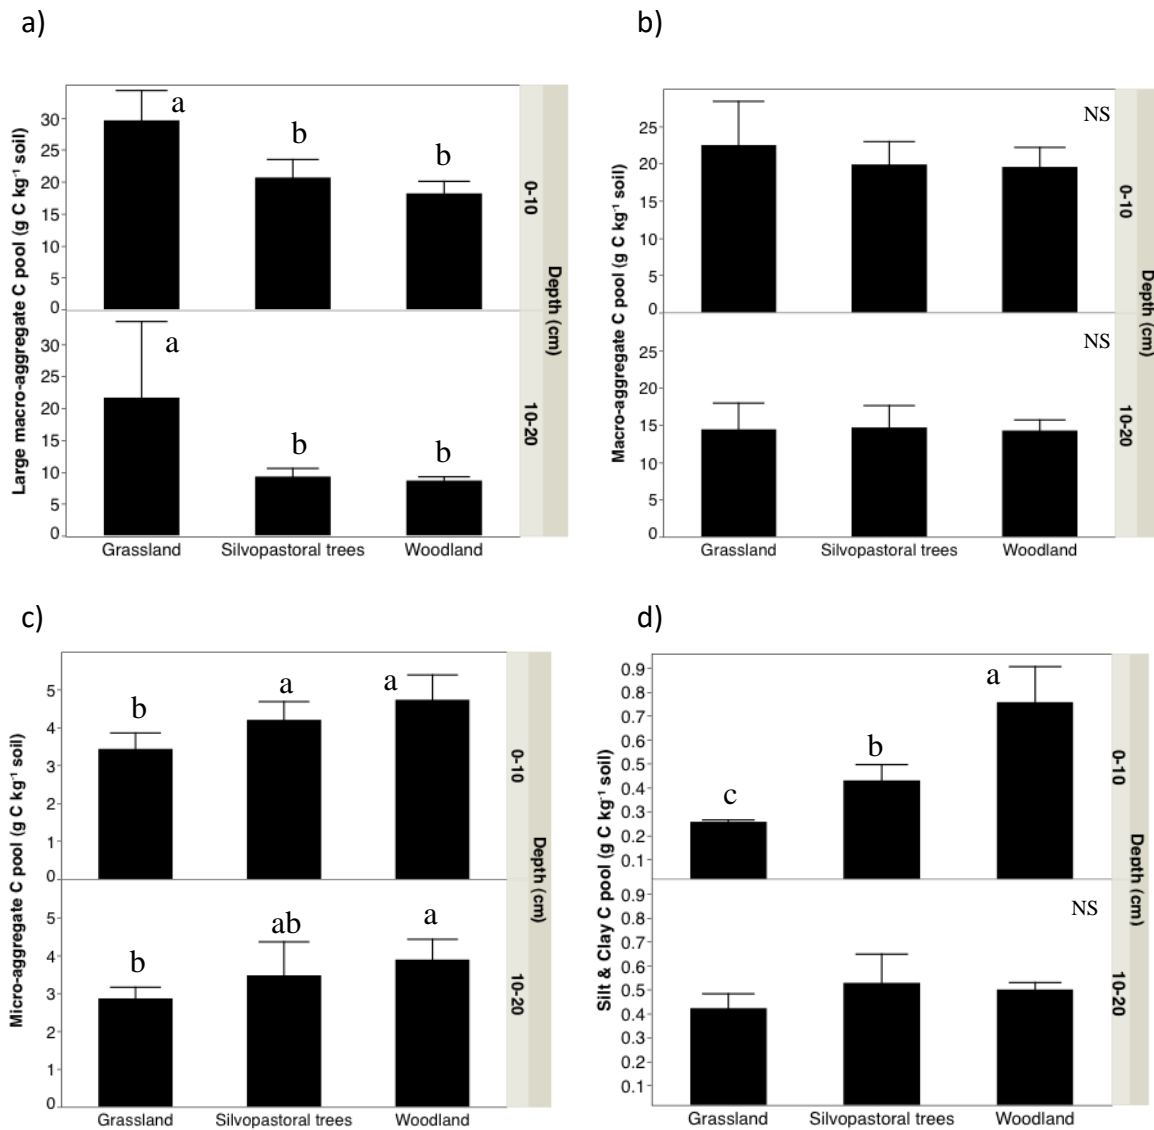 a)
Large macro-aggregate C pool (g C kg⁻¹ soil)
30
25
20
15
10
5
0
a
b
b
0-10
30
25
20
15
10
5
0
a
b
b
10-20
Depth (cm)
Grassland Silvopastoral trees Woodland
b)
Macro-aggregate C pool (g C kg⁻¹ soil)
25
20
15
10
5
0
NS
0-10
25
20
15
10
5
0
NS
10-20
Depth (cm)
Grassland Silvopastoral trees Woodland
c)
Micro-aggregate C pool (g C kg⁻¹ soil)
5
4
3
2
1
0
b
a
a
0-10
5
4
3
2
1
0
b
ab
a
10-20
Depth (cm)
Grassland Silvopastoral trees Woodland
d)
Silt & Clay C pool (g C kg⁻¹ soil)
0.9
0.8
0.7
0.6
0.5
0.4
0.3
0.2
0.1
c
b
a
0-10
0.9
0.8
0.7
0.6
0.5
0.4
0.3
0.2
0.1
NS
10-20
Depth (cm)
Grassland Silvopastoral trees Woodland